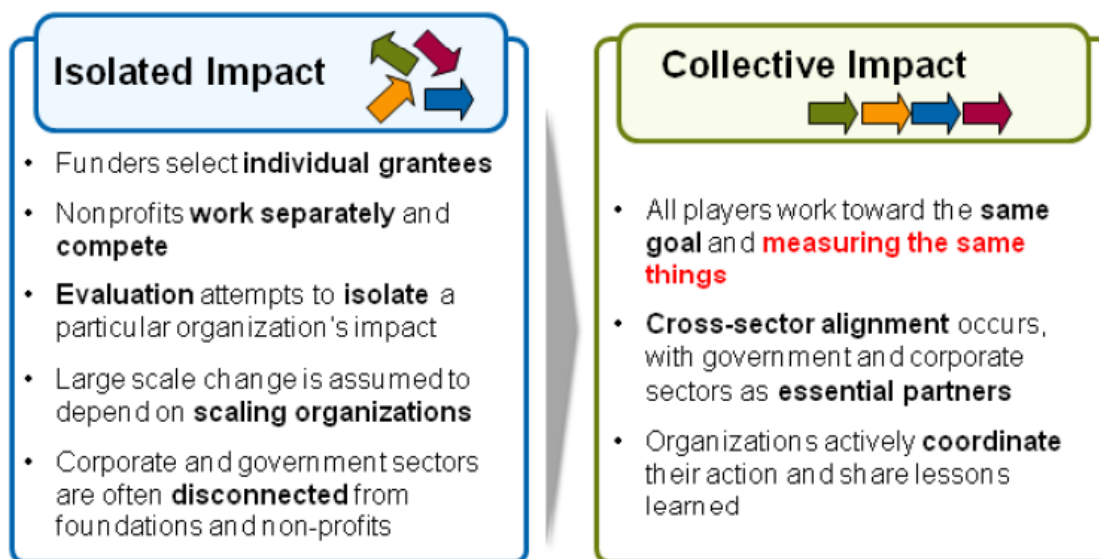 Isolated Impact
• Funders select individual grantees
• Nonprofits work separately and
compete
• Evaluation attempts to isolate a
particular organization's impact
• Large scale change is assumed to
depend on scaling organizations
• Corporate and government sectors
are often disconnected from
foundations and non-profits
Collective Impact
• All players work toward the same
goal and measuring the same
things
• Cross-sector alignment occurs,
with government and corporate
sectors as essential partners
• Organizations actively coordinate
their action and share lessons
learned